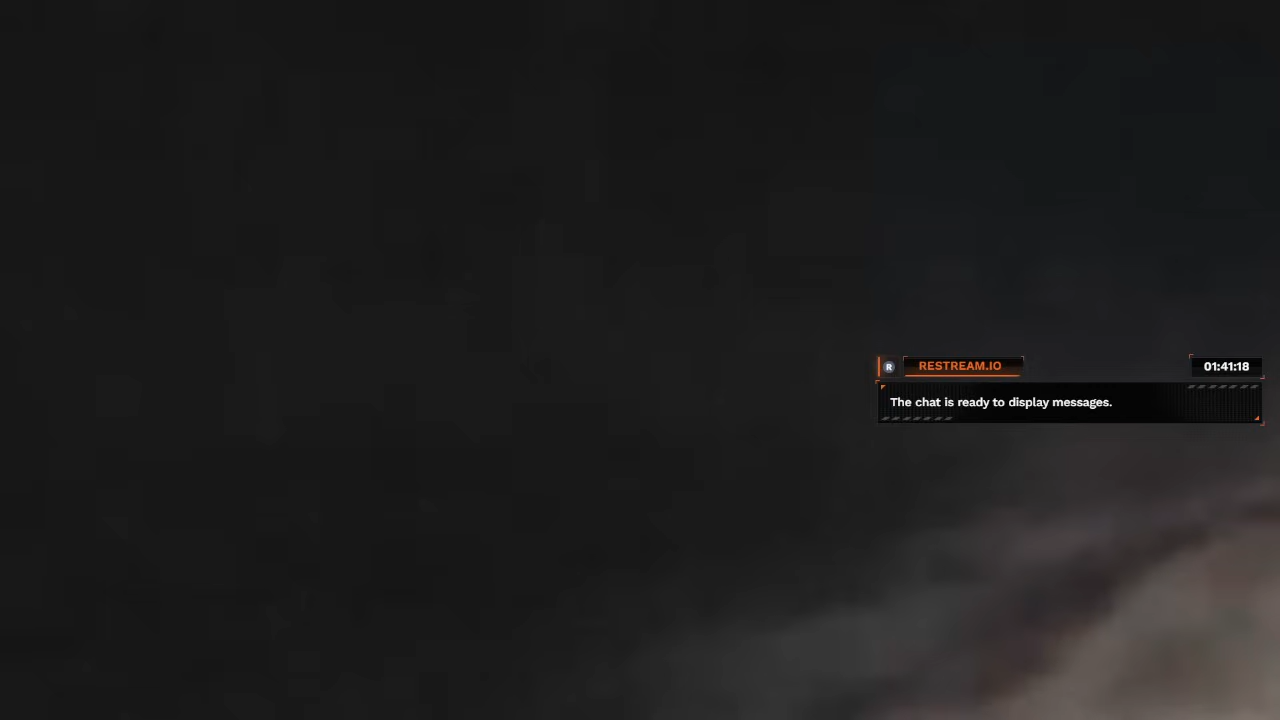 R RESTREAM.IO 01:41:18
The chat is ready to display messages.